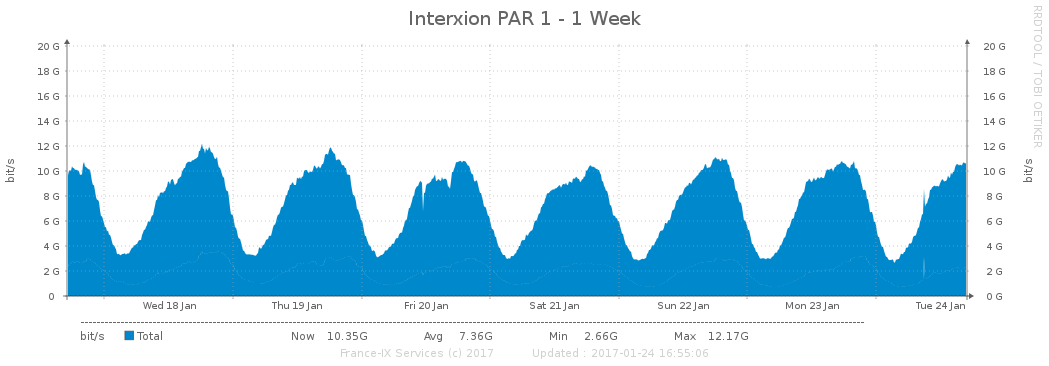 Interxion PAR 1 - 1 Week
RRDTOOL / TOBI OETIKER
20 G 20 G
18 G 18 G
16 G 16 G
14 G 14 G
12 G 12 G
10 G 10 G
8 G 8 G
6 G 6 G
4 G 4 G
2 G 2 G
0 0 G
bit/s bit/s
Wed 18 Jan Thu 19 Jan Fri 20 Jan Sat 21 Jan Sun 22 Jan Mon 23 Jan Tue 24 Jan
bit/s Total Now 10.35G Avg 7.36G Min 2.66G Max 12.17G
France-IX Services (c) 2017 Updated : 2017-01-24 16:55:06